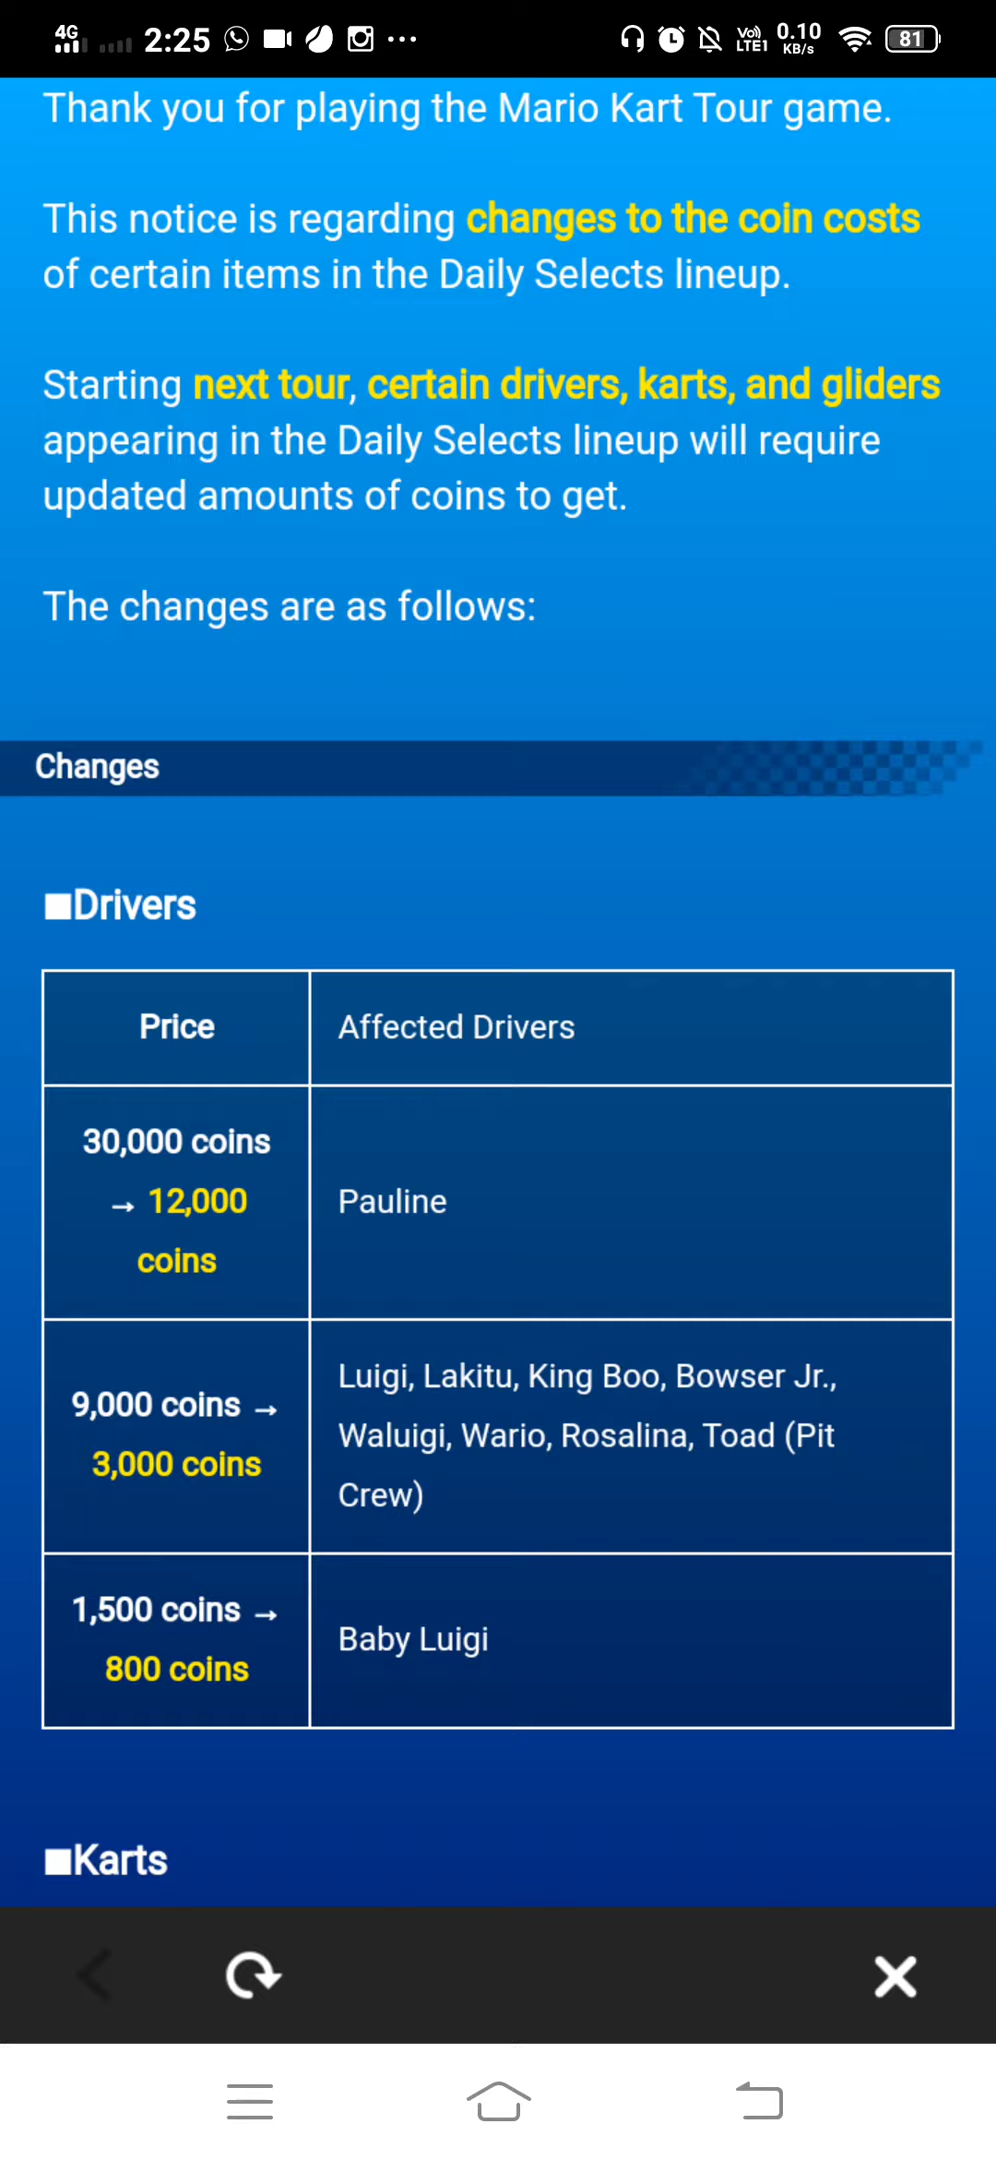 4G 2:25 Vo) LTE1 0.10 KB/s 81
Thank you for playing the Mario Kart Tour game.
This notice is regarding changes to the coin costs
of certain items in the Daily Selects lineup.
Starting next tour, certain drivers, karts, and gliders
appearing in the Daily Selects lineup will require
updated amounts of coins to get.
The changes are as follows:
Changes
■Drivers
Price
Affected Drivers
30,000 coins
→ 12,000
coins
Pauline
9,000 coins →
3,000 coins
Luigi, Lakitu, King Boo, Bowser Jr.,
Waluigi, Wario, Rosalina, Toad (Pit
Crew)
1,500 coins →
800 coins
Baby Luigi
■Karts